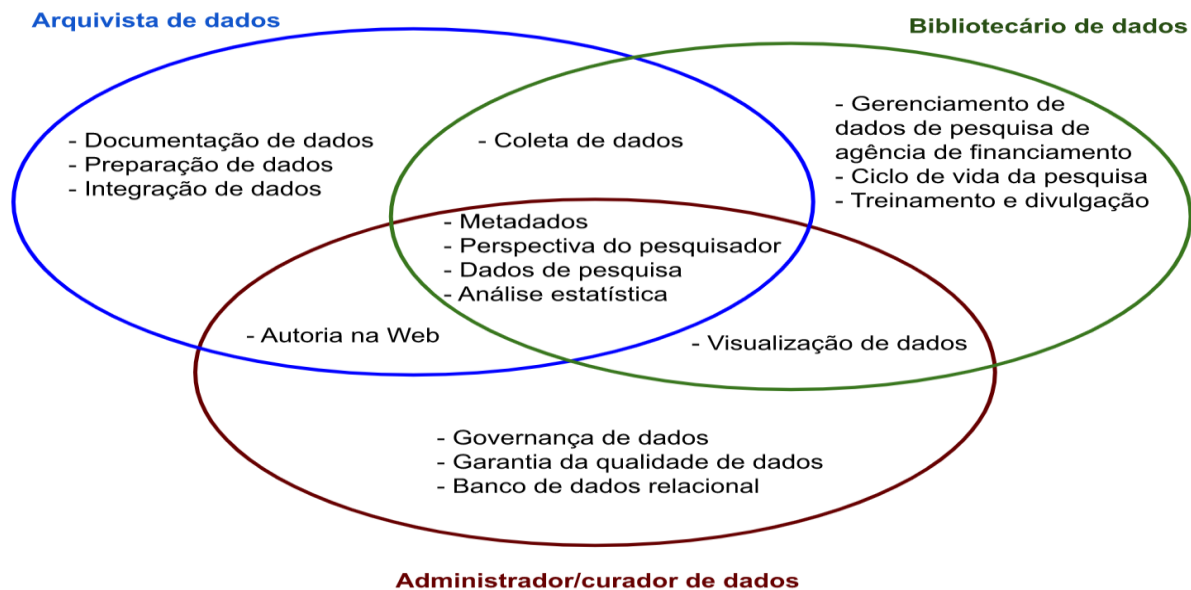 Arquivista de dados
Bibliotecário de dados
- Documentação de dados
- Preparação de dados
- Integração de dados
- Coleta de dados
- Gerenciamento de
dados de pesquisa de
agência de financiamento
- Ciclo de vida da pesquisa
- Treinamento e divulgação
- Metadados
- Perspectiva do pesquisador
- Dados de pesquisa
- Análise estatística
- Autoria na Web
- Visualização de dados
- Governança de dados
- Garantia da qualidade de dados
- Banco de dados relacional
Administrador/curador de dados